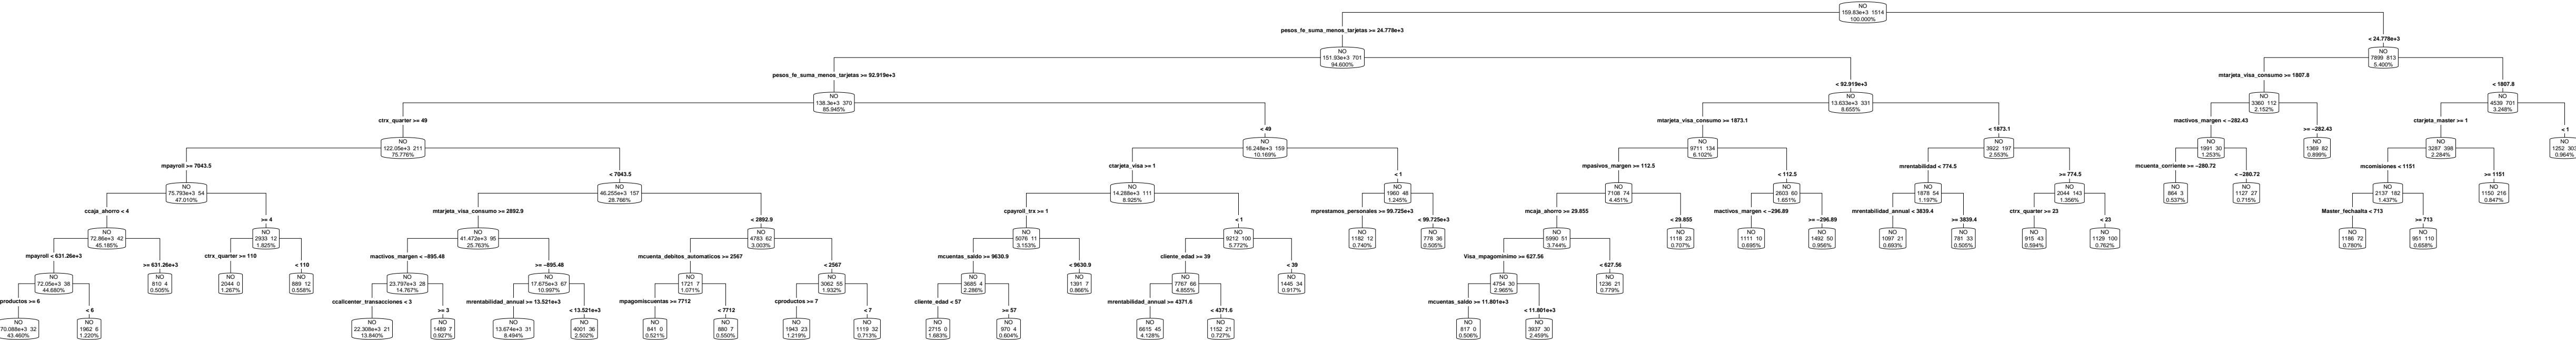 NO
159.83e+3 1514
100.000%
pesos_fe_suma_menos_tarjetas >= 24.778e+3
< 24.778e+3
NO
151.93e+3 701
94.600%
NO
7899 813
5.400%
pesos_fe_suma_menos_tarjetas >= 92.919e+3
< 92.919e+3
mtarjeta_visa_consumo >= 1807.8
< 1807.8
NO
138.3e+3 370
85.945%
NO
13.633e+3 331
8.655%
NO
3360 112
2.152%
NO
4539 701
3.248%
ctrx_quarter >= 49
< 49
mtarjeta_visa_consumo >= 1873.1
< 1873.1
mactivos_margen < −282.43
>= −282.43
ctarjeta_master >= 1
< 1
NO
122.05e+3 211
75.776%
NO
16.248e+3 159
10.169%
NO
9711 134
6.102%
NO
3922 197
2.553%
NO
1991 30
1.253%
NO
1369 82
0.899%
NO
3287 398
2.284%
NO
1252 303
0.964%
mpayroll >= 7043.5
< 7043.5
ctarjeta_visa >= 1
< 1
mpasivos_margen >= 112.5
< 112.5
mrentabilidad < 774.5
>= 774.5
mcuenta_corriente >= −280.72
< −280.72
mcomisiones < 1151
>= 1151
NO
75.793e+3 54
47.010%
NO
46.255e+3 157
28.766%
NO
14.288e+3 111
8.925%
NO
1960 48
1.245%
NO
7108 74
4.451%
NO
2603 60
1.651%
NO
1878 54
1.197%
NO
2044 143
1.356%
NO
864 3
0.537%
NO
1127 27
0.715%
NO
2137 182
1.437%
NO
1150 216
0.847%
ccaja_ahorro < 4
>= 4
mtarjeta_visa_consumo >= 2892.9
< 2892.9
cpayroll_trx >= 1
< 1
mprestamos_personales >= 99.725e+3
< 99.725e+3
mcaja_ahorro >= 29.855
< 29.855
mactivos_margen < −296.89
>= −296.89
mrentabilidad_annual < 3839.4
>= 3839.4
ctrx_quarter >= 23
< 23
Master_fechaalta < 713
>= 713
NO
72.86e+3 42
45.185%
NO
2933 12
1.825%
NO
41.472e+3 95
25.763%
NO
4783 62
3.003%
NO
5076 11
3.153%
NO
9212 100
5.772%
NO
1182 12
0.740%
NO
778 36
0.505%
NO
5990 51
3.744%
NO
1118 23
0.707%
NO
1111 10
0.695%
NO
1492 50
0.956%
NO
1097 21
0.693%
NO
781 33
0.505%
NO
915 43
0.594%
NO
1129 100
0.762%
NO
1186 72
0.780%
NO
951 110
0.658%
mpayroll < 631.26e+3
>= 631.26e+3
ctrx_quarter >= 110
< 110
mactivos_margen < −895.48
>= −895.48
mcuenta_debitos_automaticos >= 2567
< 2567
mcuentas_saldo >= 9630.9
< 9630.9
cliente_edad >= 39
< 39
Visa_mpagominimo >= 627.56
< 627.56
NO
72.05e+3 38
44.680%
NO
810 4
0.505%
NO
2044 0
1.267%
NO
889 12
0.558%
NO
23.797e+3 28
14.767%
NO
17.675e+3 67
10.997%
NO
1721 7
1.071%
NO
3062 55
1.932%
NO
3685 4
2.286%
NO
1391 7
0.866%
NO
7767 66
4.855%
NO
1445 34
0.917%
NO
4754 30
2.965%
NO
1236 21
0.779%
productos >= 6
< 6
ccallcenter_transacciones < 3
>= 3
mrentabilidad_annual >= 13.521e+3
< 13.521e+3
mpagomiscuentas >= 7712
< 7712
cproductos >= 7
< 7
cliente_edad < 57
>= 57
mrentabilidad_annual >= 4371.6
< 4371.6
mcuentas_saldo >= 11.801e+3
< 11.801e+3
NO
70.088e+3 32
43.460%
NO
1962 6
1.220%
NO
22.308e+3 21
13.840%
NO
1489 7
0.927%
NO
13.674e+3 31
8.494%
NO
4001 36
2.502%
NO
841 0
0.521%
NO
880 7
0.550%
NO
1943 23
1.219%
NO
1119 32
0.713%
NO
2715 0
1.683%
NO
970 4
0.604%
NO
6615 45
4.128%
NO
1152 21
0.727%
NO
817 0
0.506%
NO
3937 30
2.459%